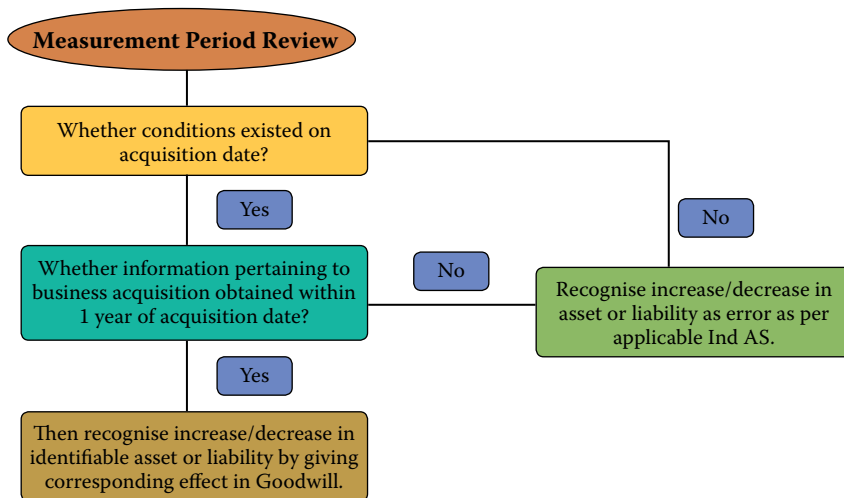 Measurement Period Review
Whether conditions existed on
acquisition date?
Yes
No
Whether information pertaining to
business acquisition obtained within
1 year of acquisition date?
No
Recognise increase/decrease in
asset or liability as error as per
applicable Ind AS.
Yes
Then recognise increase/decrease in
identifiable asset or liability by giving
corresponding effect in Goodwill.